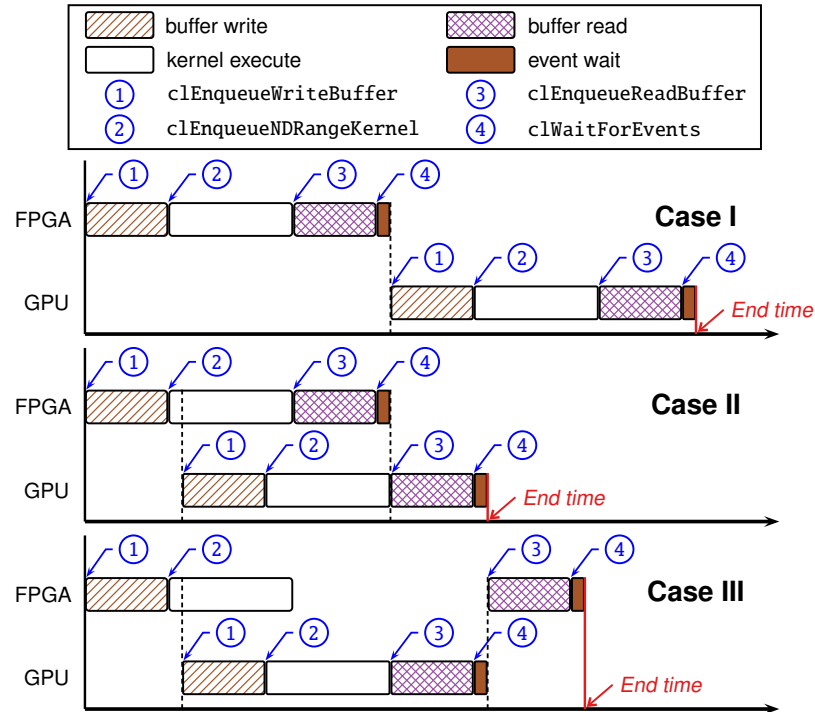 buffer write buffer read
kernel execute event wait
1 clEnqueueWriteBuffer 3 clEnqueueReadBuffer
2 clEnqueueNDRangeKernel 4 clWaitForEvents
1 2 3 4
FPGA Case I
1 2 3 4
GPU
End time
1 2 3 4
FPGA Case II
1 2 3 4
GPU
End time
1 2 3 4
FPGA Case III
1 2 3 4
GPU
End time